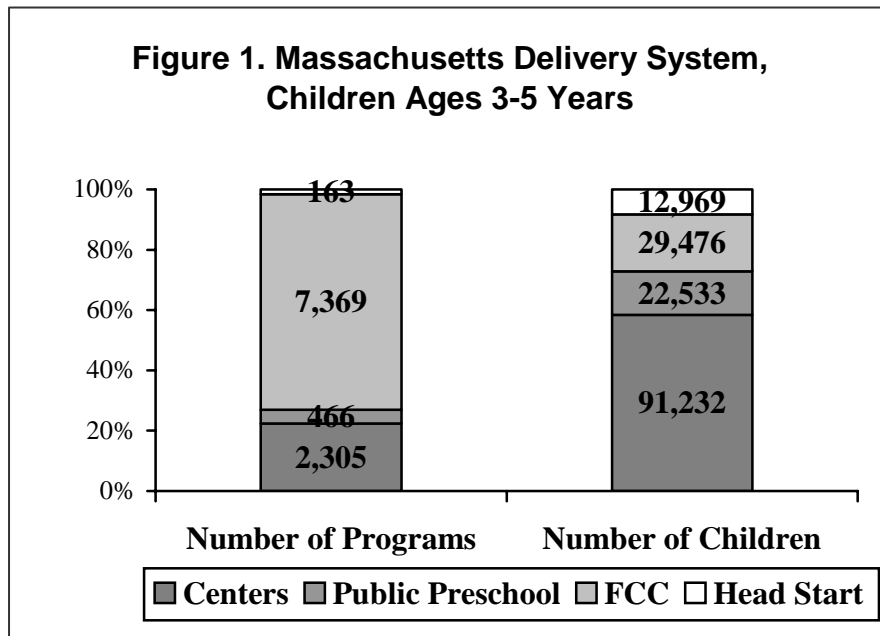 Figure 1. Massachusetts Delivery System,
Children Ages 3-5 Years
100%
80%
60%
40%
20%
0%
163
7,369
466
2,305
12,969
29,476
22,533
91,232
Number of Programs
Number of Children
Centers Public Preschool FCC Head Start